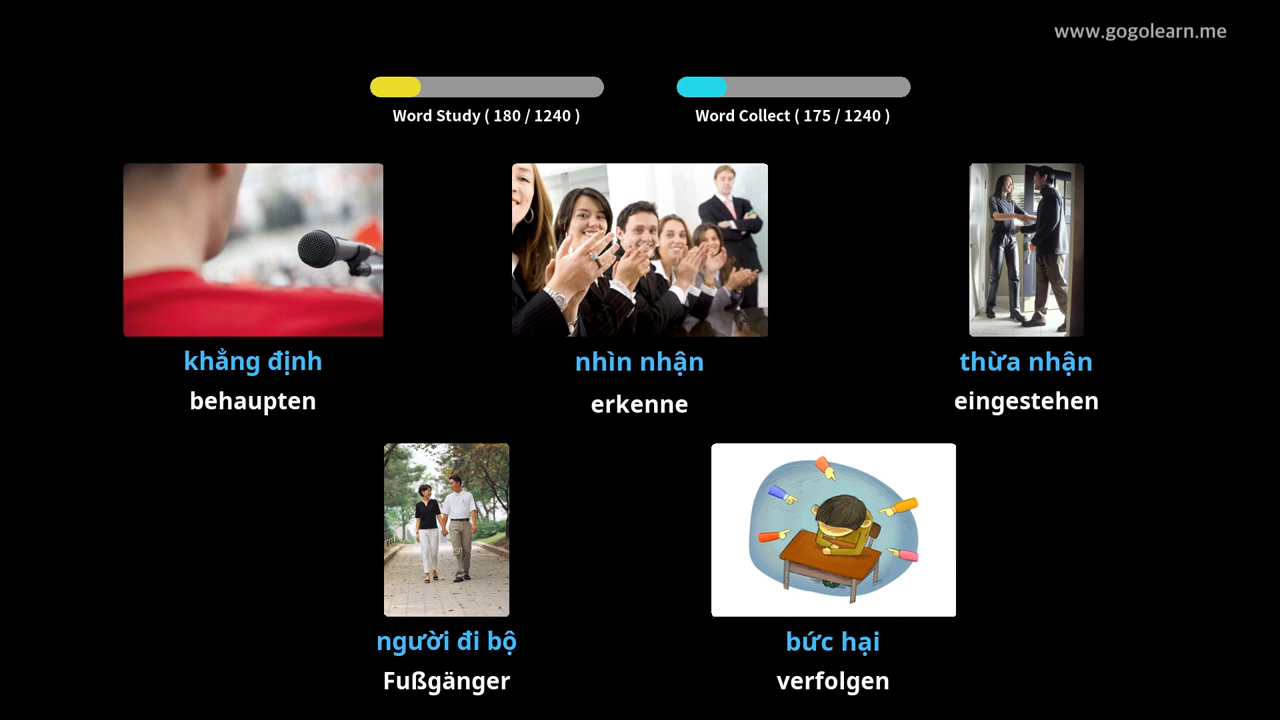 www.gogolearn.me
Word Study ( 180 / 1240 )
Word Collect ( 175 / 1240 )
khẳng định
behaupten
nhìn nhận
erkenne
thừa nhận
eingestehen
người đi bộ
Fußgänger
bức hại
verfolgen